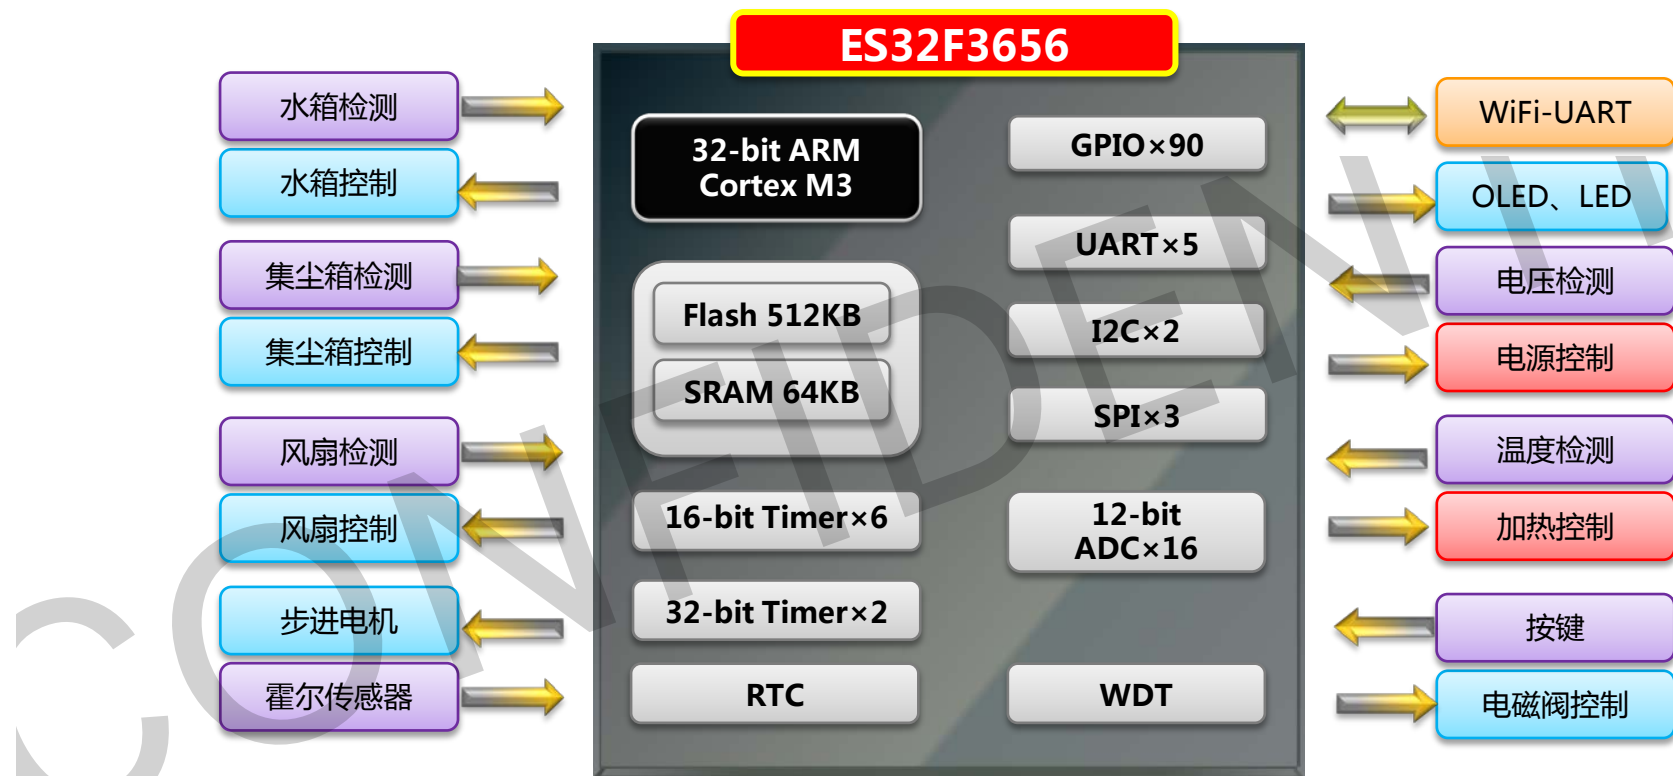 ES32F3656
水箱检测
水箱控制
集尘箱检测
集尘箱控制
风扇检测
风扇控制
步进电机
霍尔传感器
32-bit ARM
Cortex M3
Flash 512KB
SRAM 64KB
16-bit Timer×6
32-bit Timer×2
RTC
GPIO×90
UART×5
I2C×2
SPI×3
12-bit
ADC×16
WDT
WiFi-UART
OLED、LED
电压检测
电源控制
温度检测
加热控制
按键
电磁阀控制
CONFIDENTI